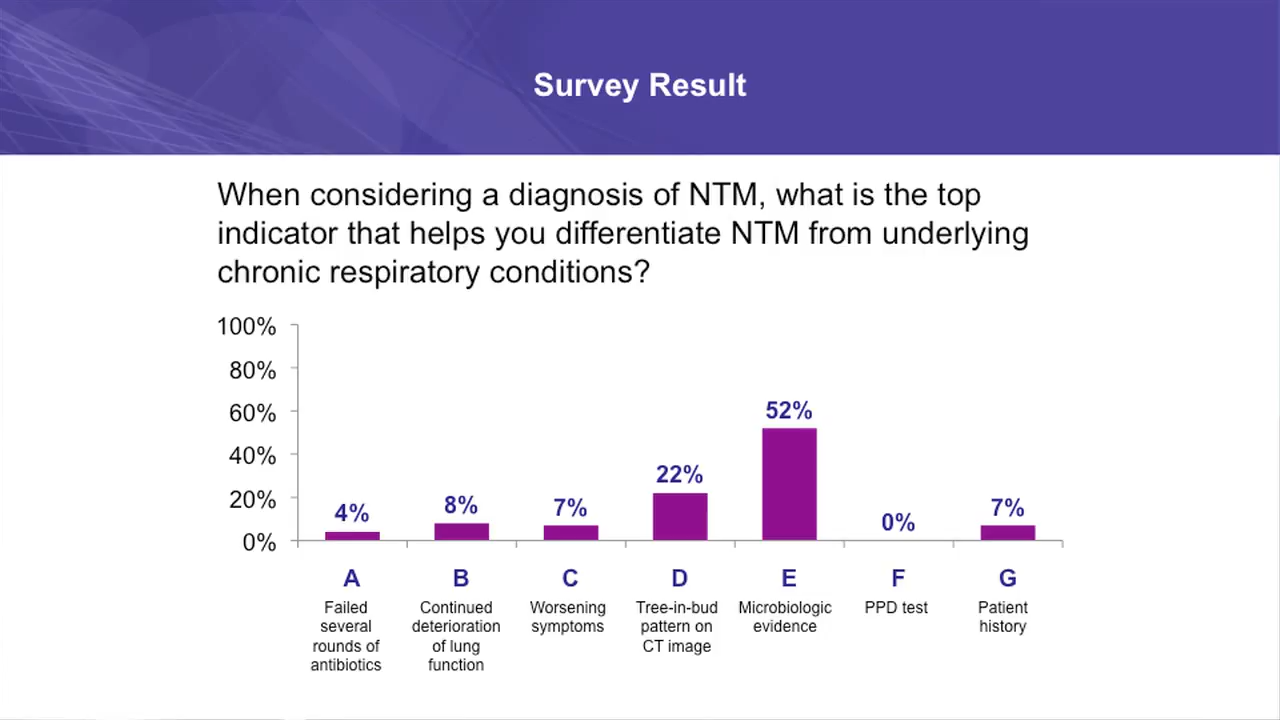 Survey Result
When considering a diagnosis of NTM, what is the top
indicator that helps you differentiate NTM from underlying
chronic respiratory conditions?
100%
80%
60%
40%
20%
0%
4%
8%
7%
22%
52%
0%
7%
A
B
C
D
E
F
G
Failed
several
rounds of
antibiotics
Continued
deterioration
of lung
function
Worsening
symptoms
Tree-in-bud
pattern on
CT image
Microbiologic
evidence
PPD test
Patient
history